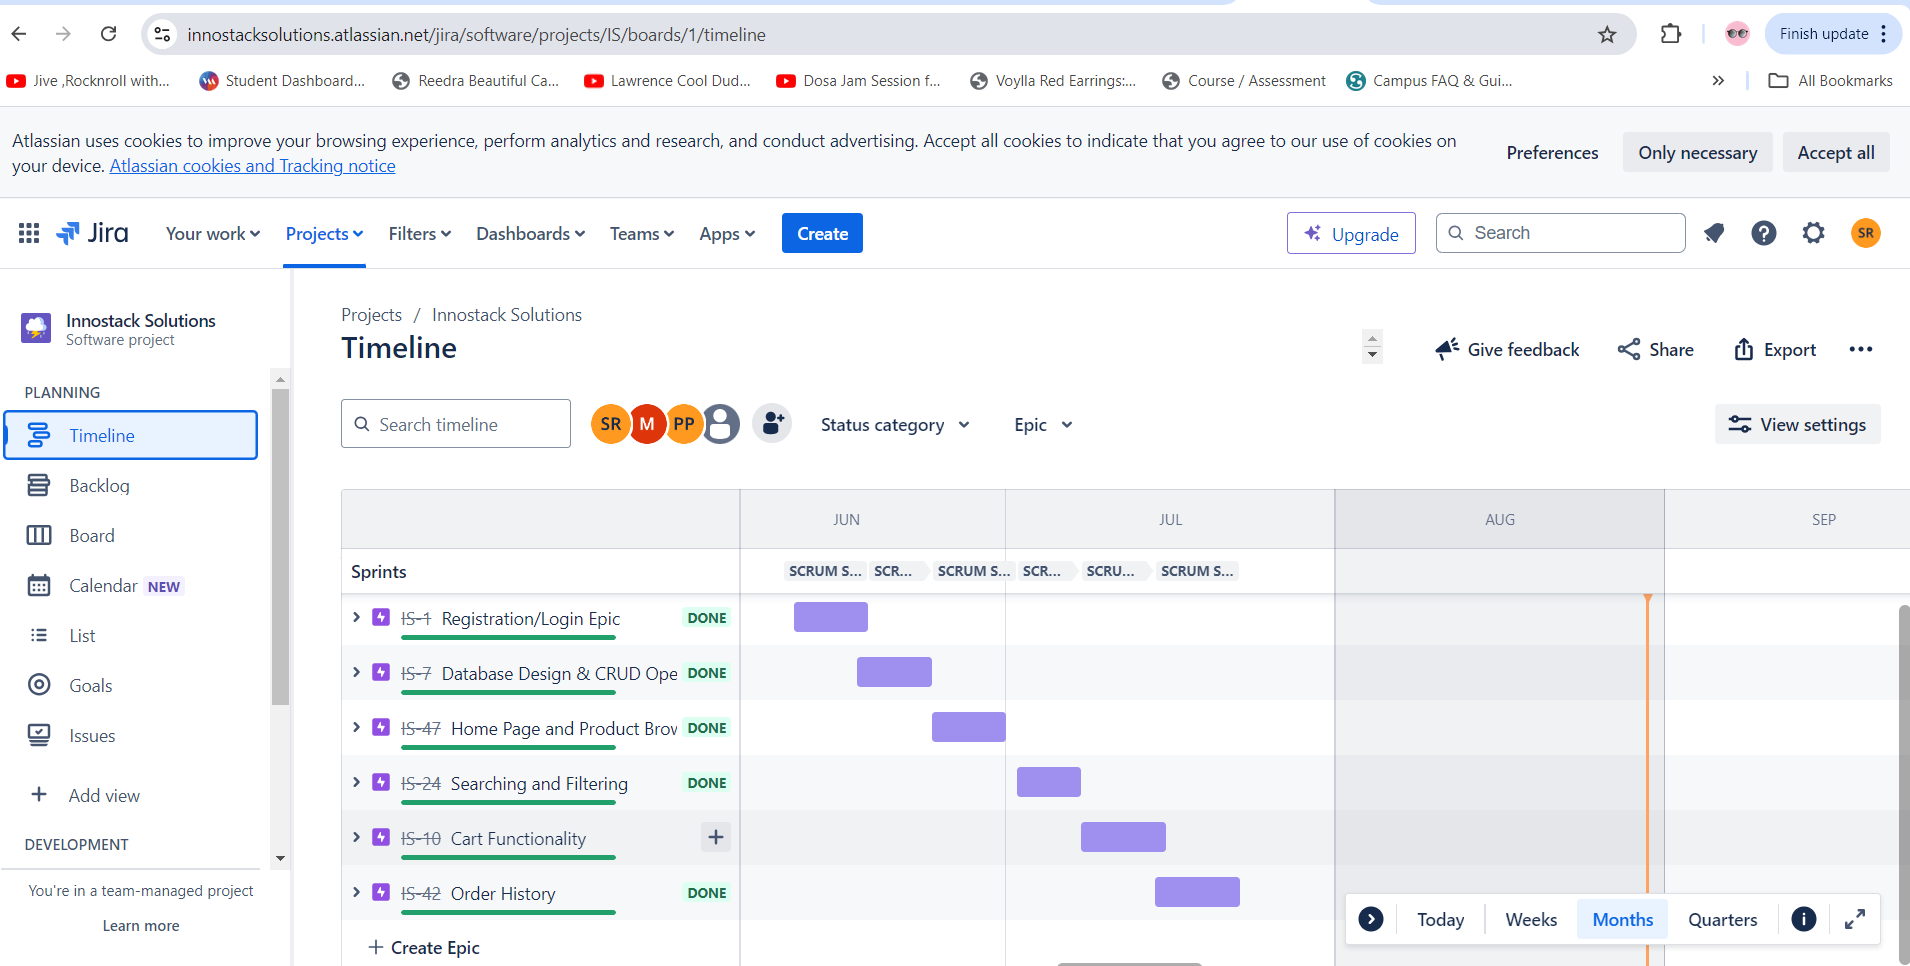 innostacksolutions.atlassian.net/jira/software/projects/IS/boards/1/timeline
Finish update
Jive ,Rocknroll with...
Student Dashboard...
Reedra Beautiful Ca...
Lawrence Cool Dud...
Dosa Jam Session f...
Voylla Red Earrings:...
Course / Assessment
Campus FAQ & Gui...
»
All Bookmarks
Atlassian uses cookies to improve your browsing experience, perform analytics and research, and conduct advertising. Accept all cookies to indicate that you agree to our use of cookies on
your device. Atlassian cookies and Tracking notice
Preferences
Only necessary
Accept all
Jira
Your work
Projects
Filters
Dashboards
Teams
Apps
Create
Upgrade
Search
SR
Innostack Solutions
Software project
PLANNING
Timeline
Backlog
Board
Calendar NEW
List
Goals
Issues
Add view
DEVELOPMENT
You're in a team-managed project
Learn more
Projects / Innostack Solutions
Timeline
Give feedback
Share
Export
Search timeline
SR
M
PP
Status category
Epic
View settings
JUN
JUL
AUG
SEP
Sprints
SCRUM S...
SCR...
SCRUM S...
SCR...
SCRU...
SCRUM S...
IS-1 Registration/Login Epic DONE
IS-7 Database Design & CRUD Ope DONE
IS-47 Home Page and Product Brow DONE
IS-24 Searching and Filtering DONE
IS-10 Cart Functionality
IS-42 Order History DONE
+ Create Epic
Today
Weeks
Months
Quarters